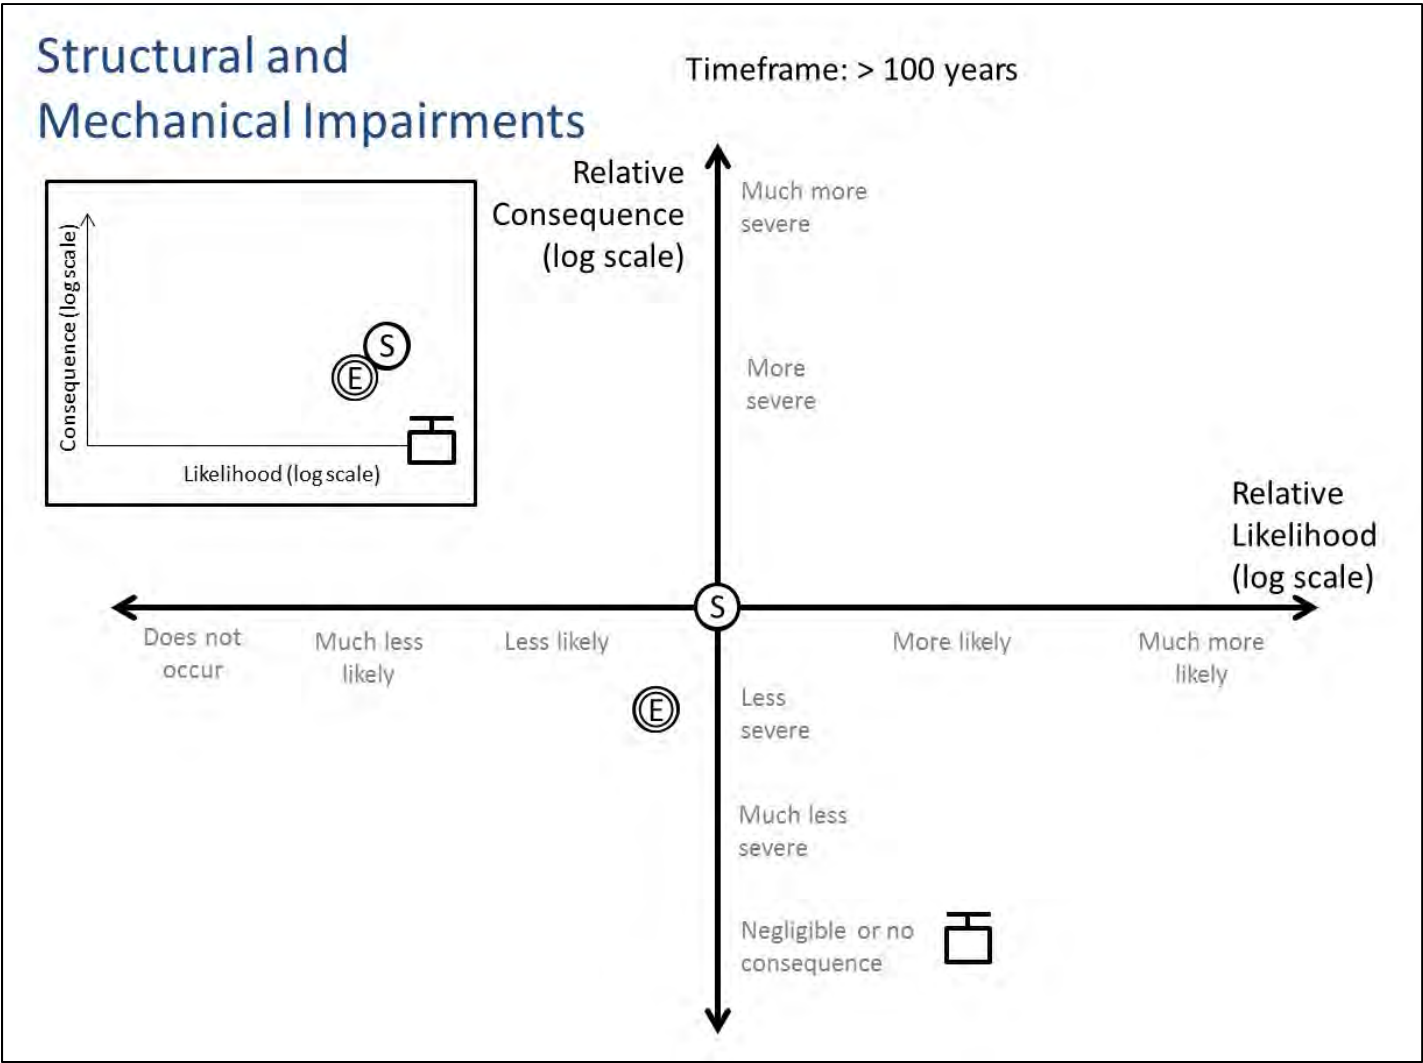 Structural and
Mechanical Impairments
Timeframe: > 100 years
Relative
Consequence
(log scale)
Much more
severe
More
severe
Consequence (log scale)
S
E
Likelihood (log scale)
Relative
Likelihood
(log scale)
S
Does not
occur
Much less
likely
Less likely
More likely
Much more
likely
E
Less
severe
Much less
severe
Negligible or no
consequence